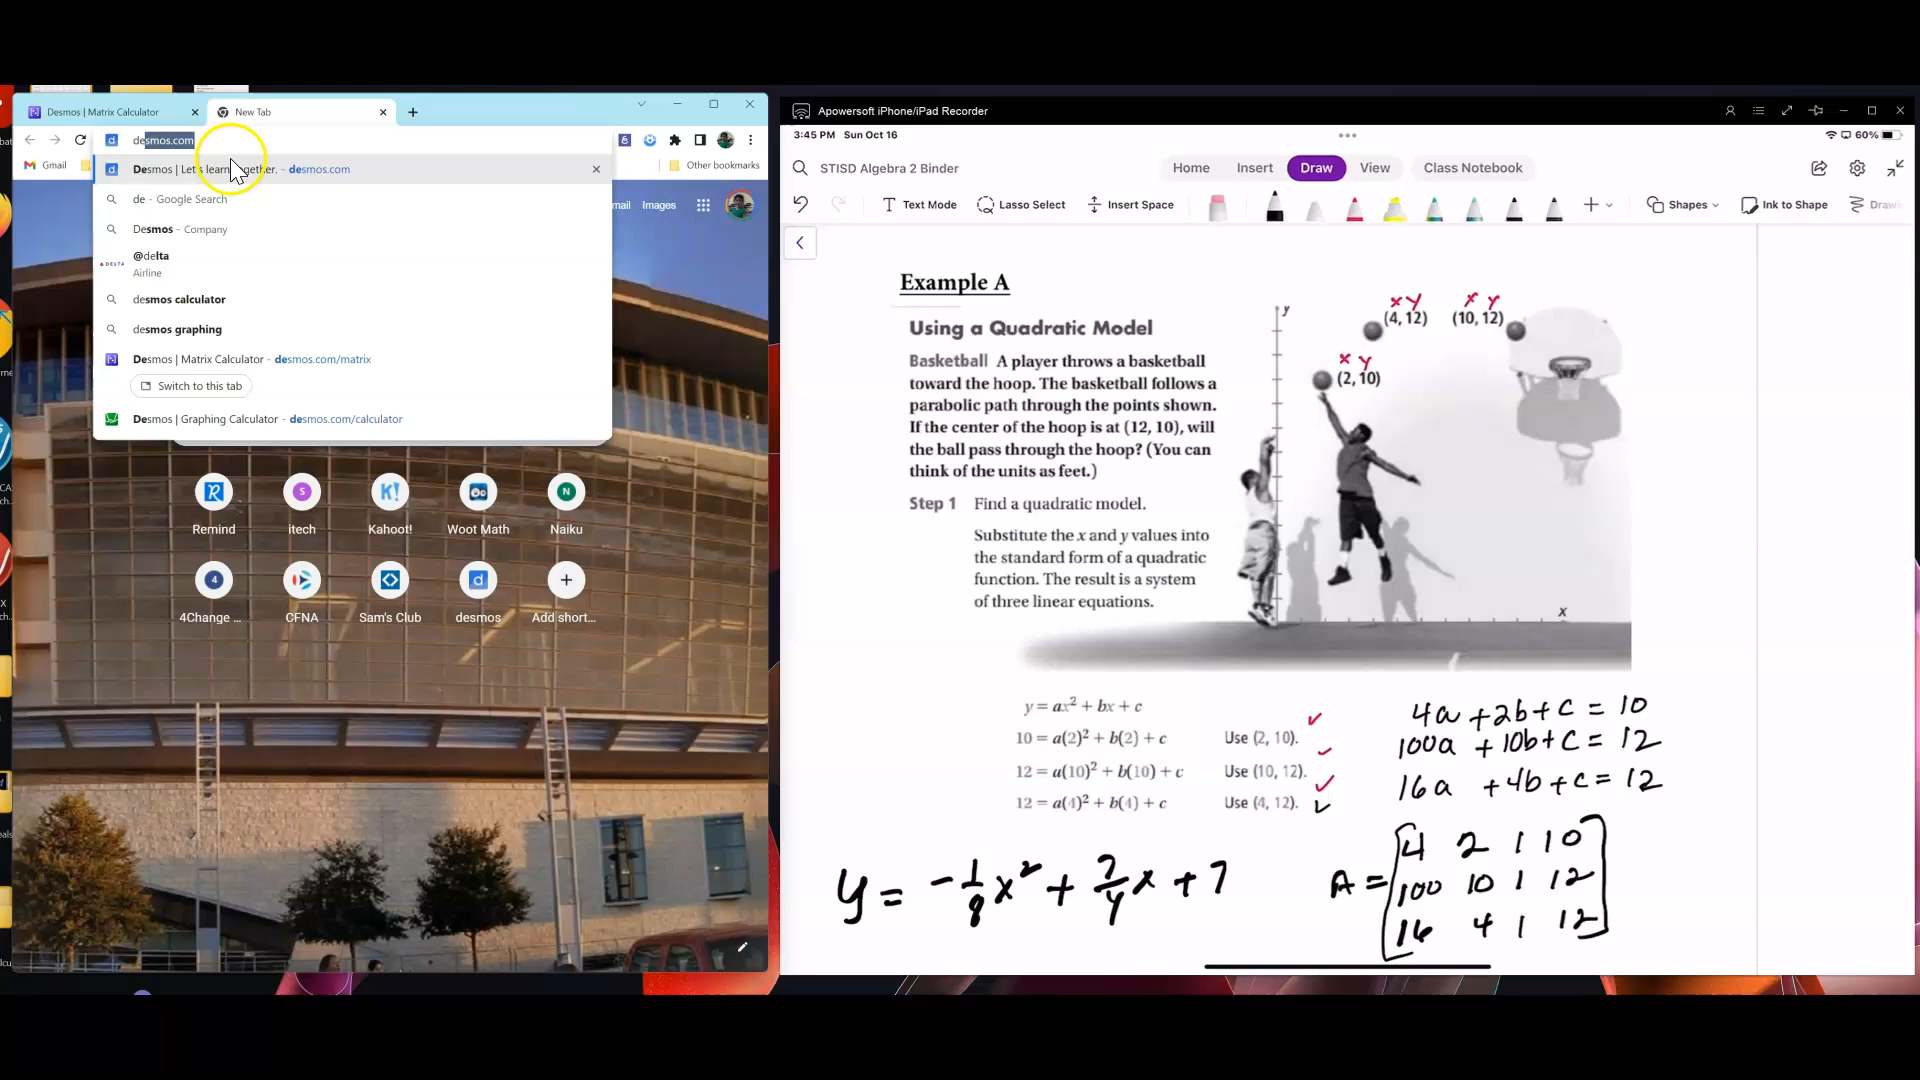 Desmos | Matrix Calculator
New Tab
desmos.com
Gmail
Other bookmarks
Desmos | Let's learn together. - desmos.com
de - Google Search
Desmos - Company
@delta
DELTA
Airline
desmos calculator
desmos graphing
Desmos | Matrix Calculator - desmos.com/matrix
Switch to this tab
Desmos | Graphing Calculator - desmos.com/calculator
mail Images
Remind itech Kahoot! Woot Math Naiku
4Change ... CFNA Sam's Club desmos Add short...
Apowersoft iPhone/iPad Recorder
3:45 PM Sun Oct 16
60%
STISD Algebra 2 Binder
Home Insert Draw View Class Notebook
Text Mode Lasso Select Insert Space Shapes Ink to Shape
Example A
Using a Quadratic Model
Basketball A player throws a basketball
toward the hoop. The basketball follows a
parabolic path through the points shown.
If the center of the hoop is at (12, 10), will
the ball pass through the hoop? (You can
think of the units as feet.)
Step 1 Find a quadratic model.
Substitute the x and y values into
the standard form of a quadratic
function. The result is a system
of three linear equations.
y
x y
(4, 12)
x y
(10, 12)
x y
(2, 10)
x
y = ax² + bx + c
10 = a(2)² + b(2) + c Use (2, 10).
12 = a(10)² + b(10) + c Use (10, 12).
12 = a(4)² + b(4) + c Use (4, 12).
4a + 2b + c = 10
100a + 10b + c = 12
16a + 4b + c = 12
y = -1/8 x² + 7/4 x + 7
A = [4 2 1 10
100 10 1 12
16 4 1 12]